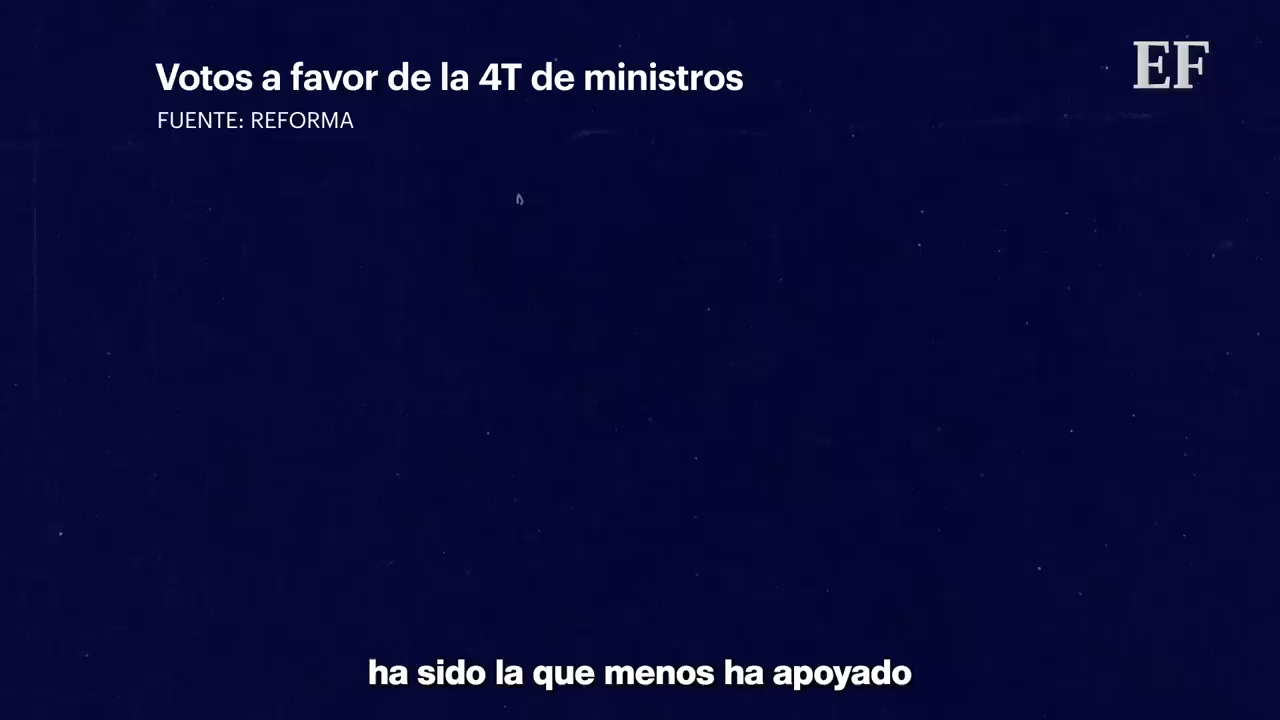 Votos a favor de la 4T de ministros
EF
FUENTE: REFORMA
ha sido la que menos ha apoyado